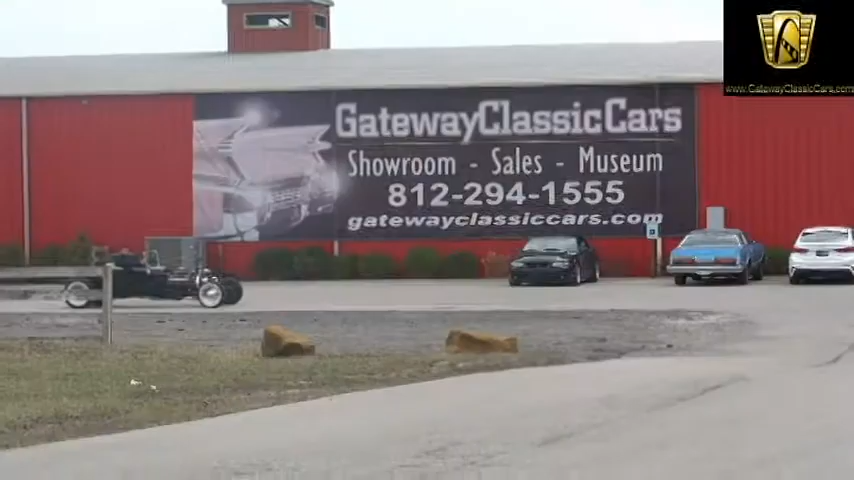 www.GatewayClassicCars.com
GatewayClassicCars
Showroom - Sales - Museum
812-294-1555
gatewayclassiccars.com